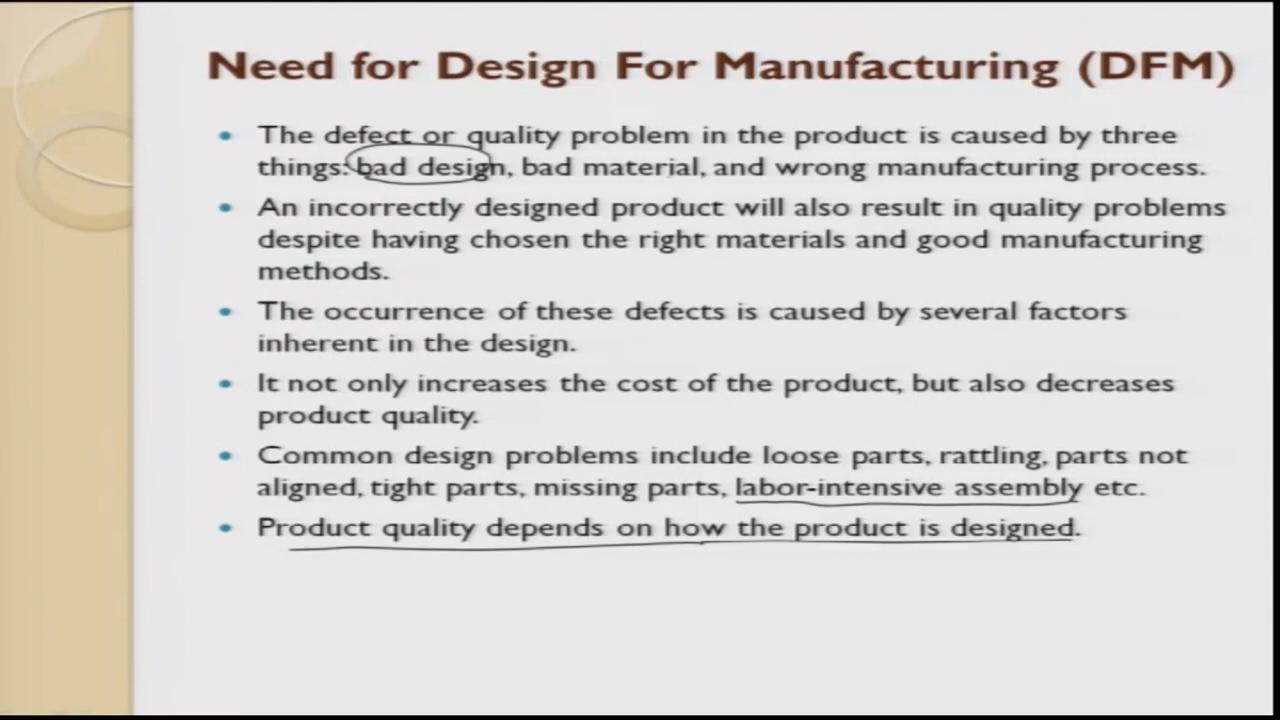 Need for Design For Manufacturing (DFM)
• The defect or quality problem in the product is caused by three
things: bad design, bad material, and wrong manufacturing process.
• An incorrectly designed product will also result in quality problems
despite having chosen the right materials and good manufacturing
methods.
• The occurrence of these defects is caused by several factors
inherent in the design.
• It not only increases the cost of the product, but also decreases
product quality.
• Common design problems include loose parts, rattling, parts not
aligned, tight parts, missing parts, labor-intensive assembly etc.
• Product quality depends on how the product is designed.